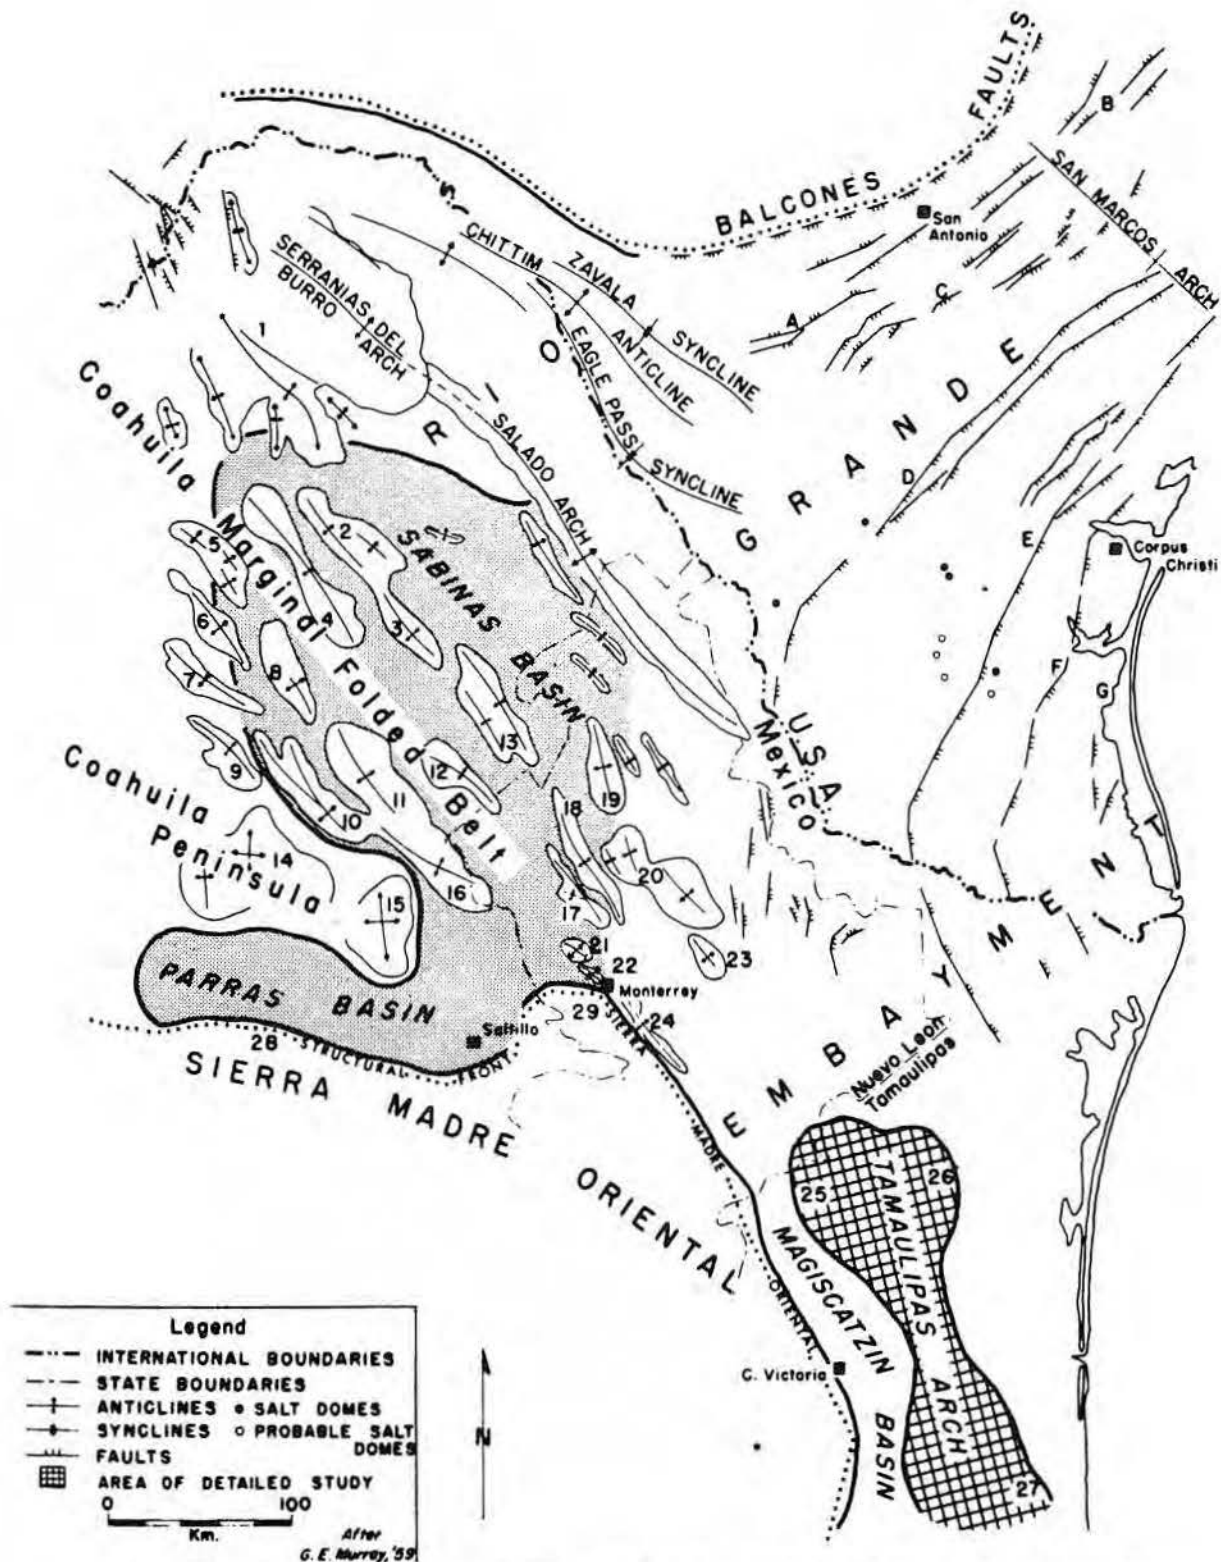 BALCONES FAULTS
B
SAN MARCOS ARCH
San
Antonio
CHITTIM ANTICLINE
ZAVALA SYNCLINE
SERRANIAS DEL
BURRO ARCH
A
C
1
EAGLE PASS SYNCLINE
RIO GRANDE EMBAYMENT
SALADO ARCH
D
E
F
G
Corpus
Christi
Coahuila Marginal Folded Belt
SABINAS BASIN
2
3
4
5
6
7
8
9
10
11
12
13
Coahuila
Peninsula
14
15
16
17
18
19
20
21
22
23
24
U.S.A.
Mexico
PARRAS BASIN
Monterrey
Saltillo
29
28
STRUCTURAL FRONT
SIERRA MADRE ORIENTAL
SIERRA MADRE ORIENTAL
Nuevo Leon
Tamaulipas
25
26
TAMAULIPAS ARCH
27
MAGISCATZIN BASIN
C. Victoria
Legend
INTERNATIONAL BOUNDARIES
STATE BOUNDARIES
ANTICLINES SALT DOMES
SYNCLINES PROBABLE SALT
DOMES
FAULTS
AREA OF DETAILED STUDY
0 100
Km.
After
G. E. Murray, '59
N